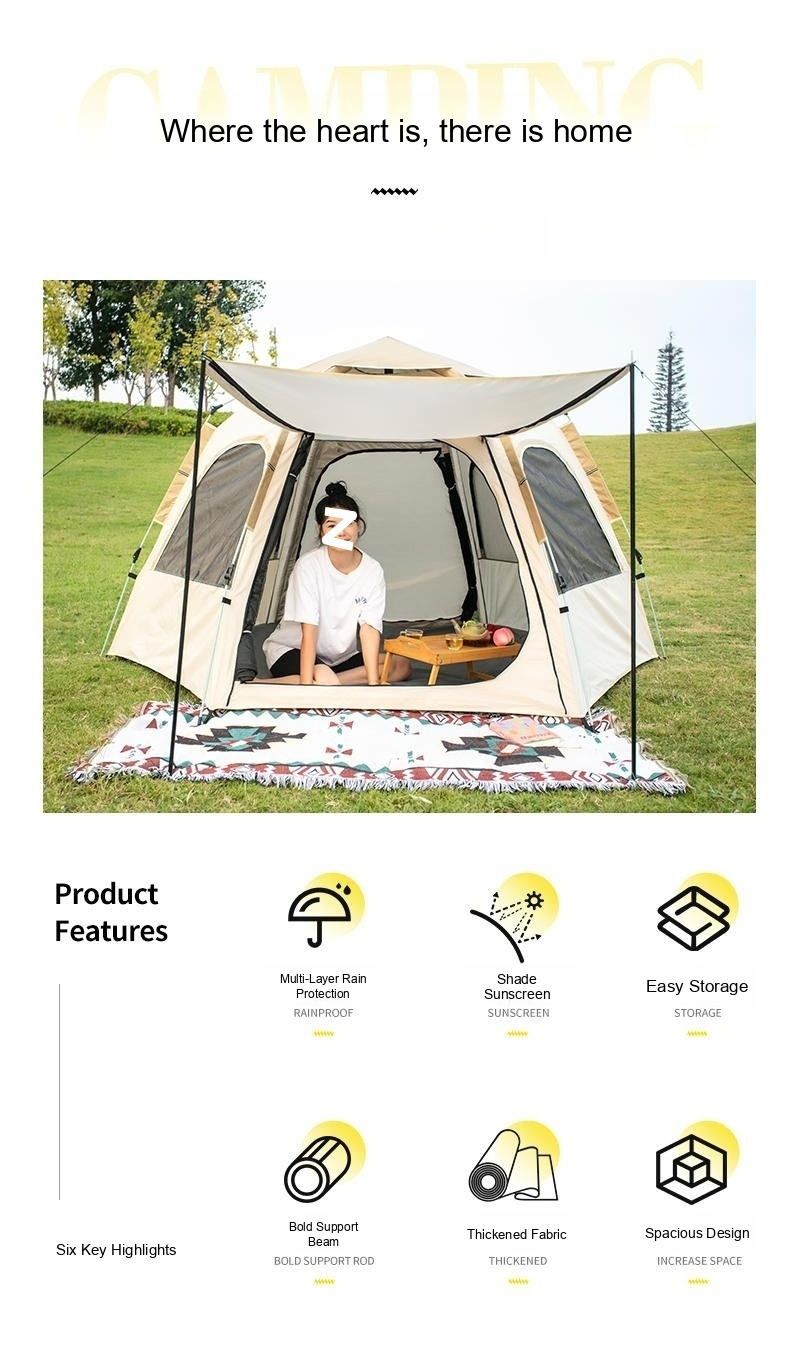 CAMPING
Where the heart is, there is home
Z
Product
Features
Multi-Layer Rain
Protection
RAINPROOF
Shade
Sunscreen
SUNSCREEN
Easy Storage
STORAGE
Six Key Highlights
Bold Support
Beam
BOLD SUPPORT ROD
Thickened Fabric
THICKENED
Spacious Design
INCREASE SPACE